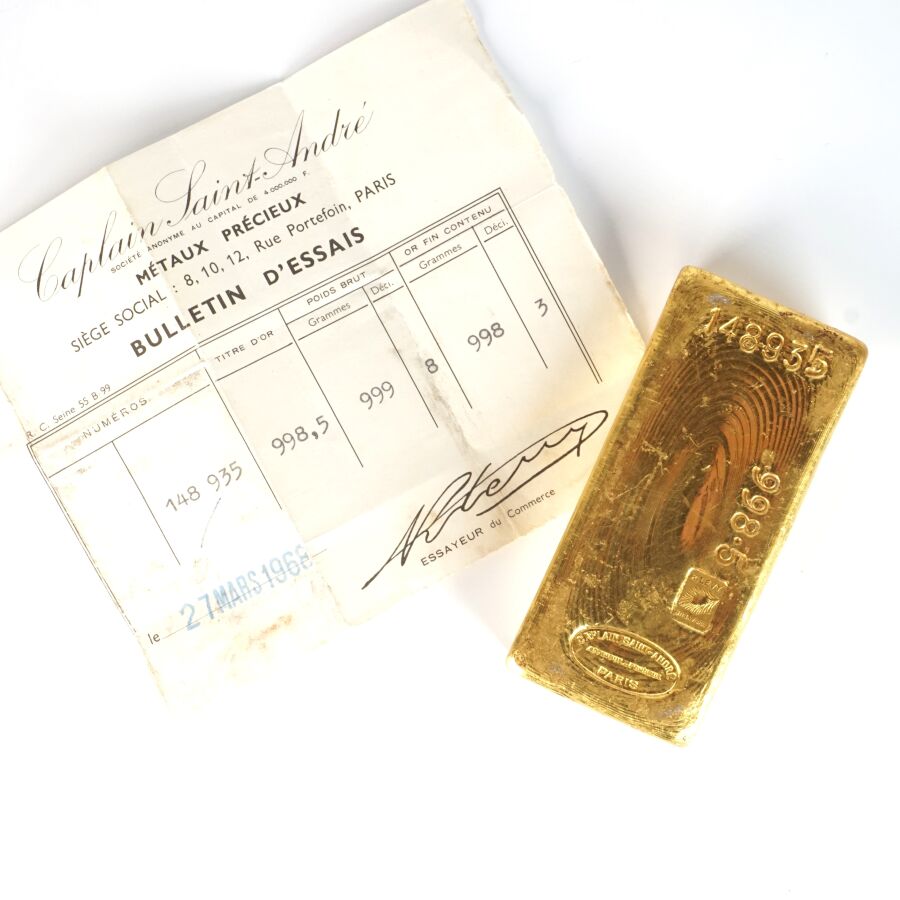 Captain Saint-André
SOCIÉTÉ ANONYME AU CAPITAL DE 4.000.000 F.
MÉTAUX PRÉCIEUX
SIÈGE SOCIAL : 8, 10, 12, Rue Portefoin, PARIS
BULLETIN D'ESSAIS
R. C. Seine 55 B 99
NUMÉROS
TITRE D'OR
POIDS BRUT
Grammes Déci.
OR FIN CONTENU
Grammes Déci.
148 935 998,5 999 8 998 3
ESSAYEUR du Commerce
le 27 MARS 1968
148935
998.5
CAPLAIN SAINT-ANDRÉ
PARIS